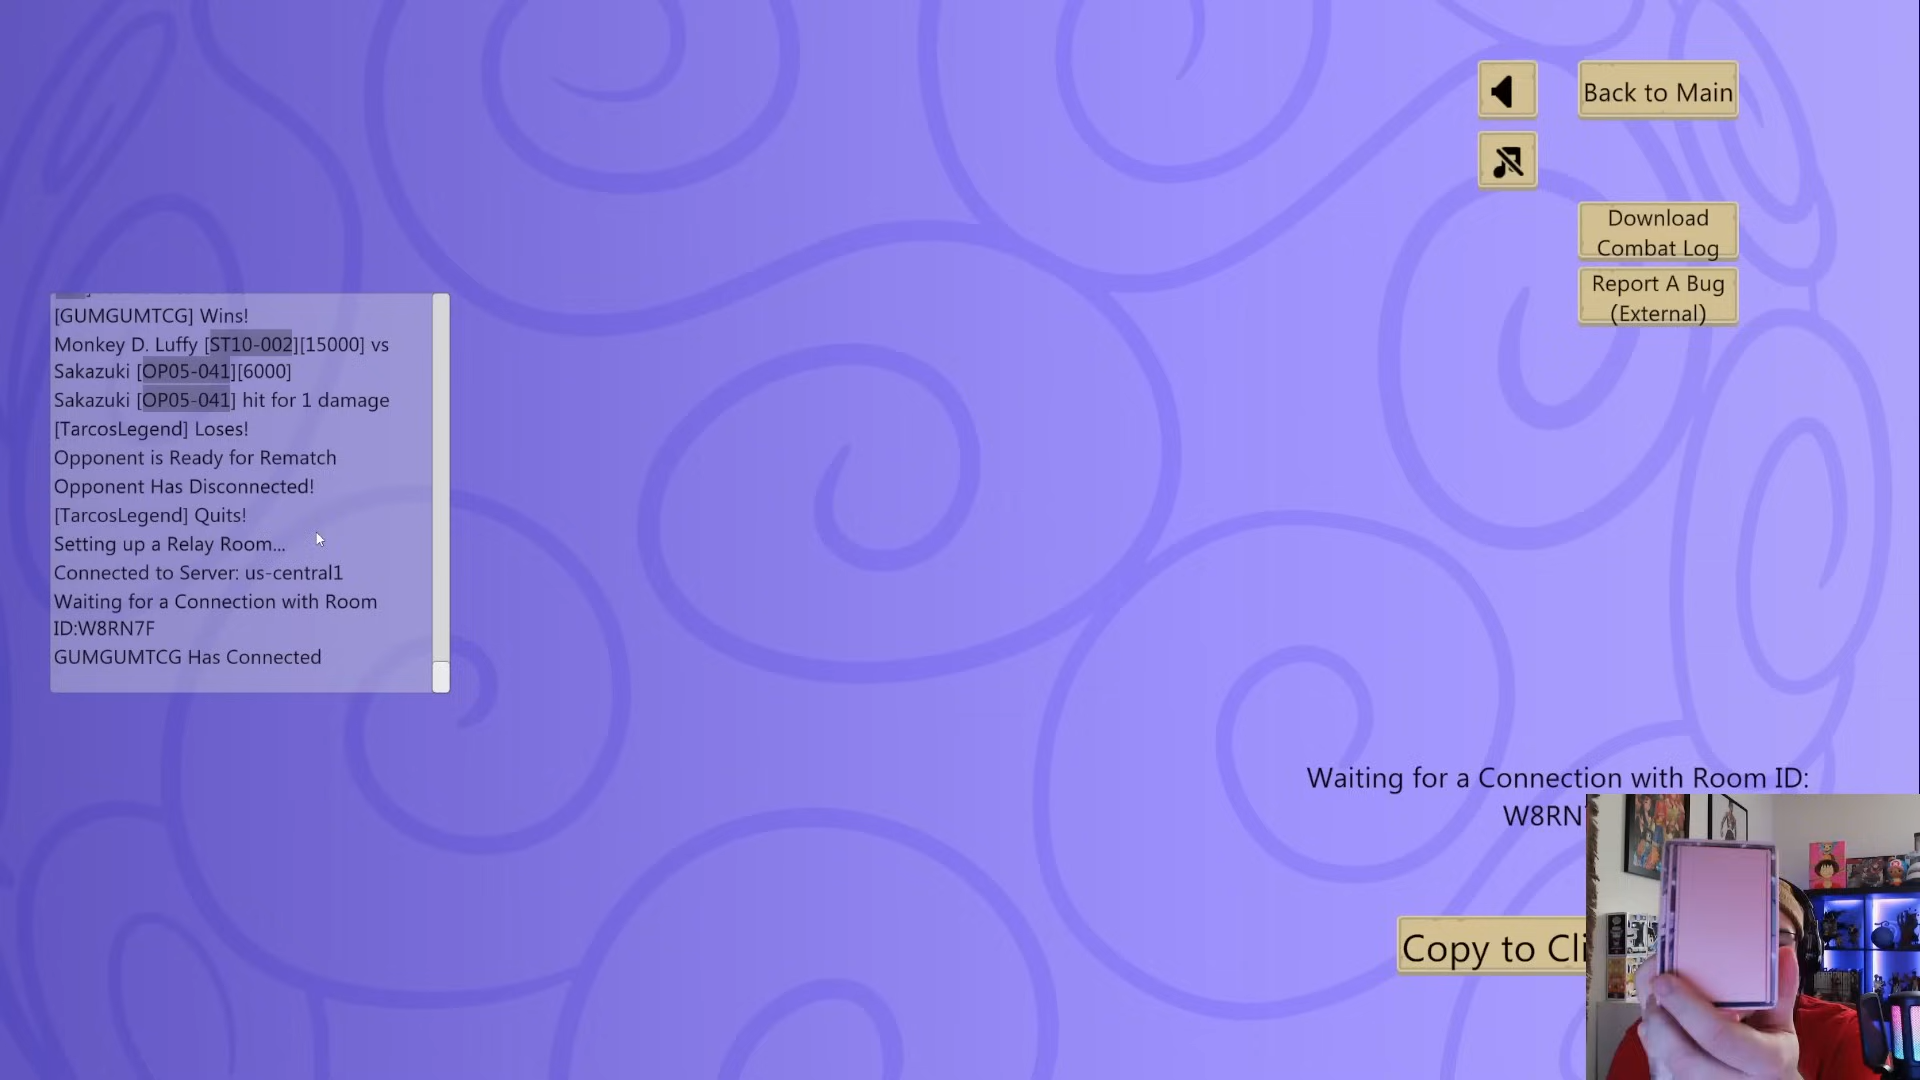 [GUMGUMTCG] Wins!
Monkey D. Luffy [ST10-002][15000] vs
Sakazuki [OP05-041][6000]
Sakazuki [OP05-041] hit for 1 damage
[TarcosLegend] Loses!
Opponent is Ready for Rematch
Opponent Has Disconnected!
[TarcosLegend] Quits!
Setting up a Relay Room...
Connected to Server: us-central1
Waiting for a Connection with Room
ID:W8RN7F
GUMGUMTCG Has Connected
Back to Main
Download
Combat Log
Report A Bug
(External)
Waiting for a Connection with Room ID:
W8RN
Copy to Cli